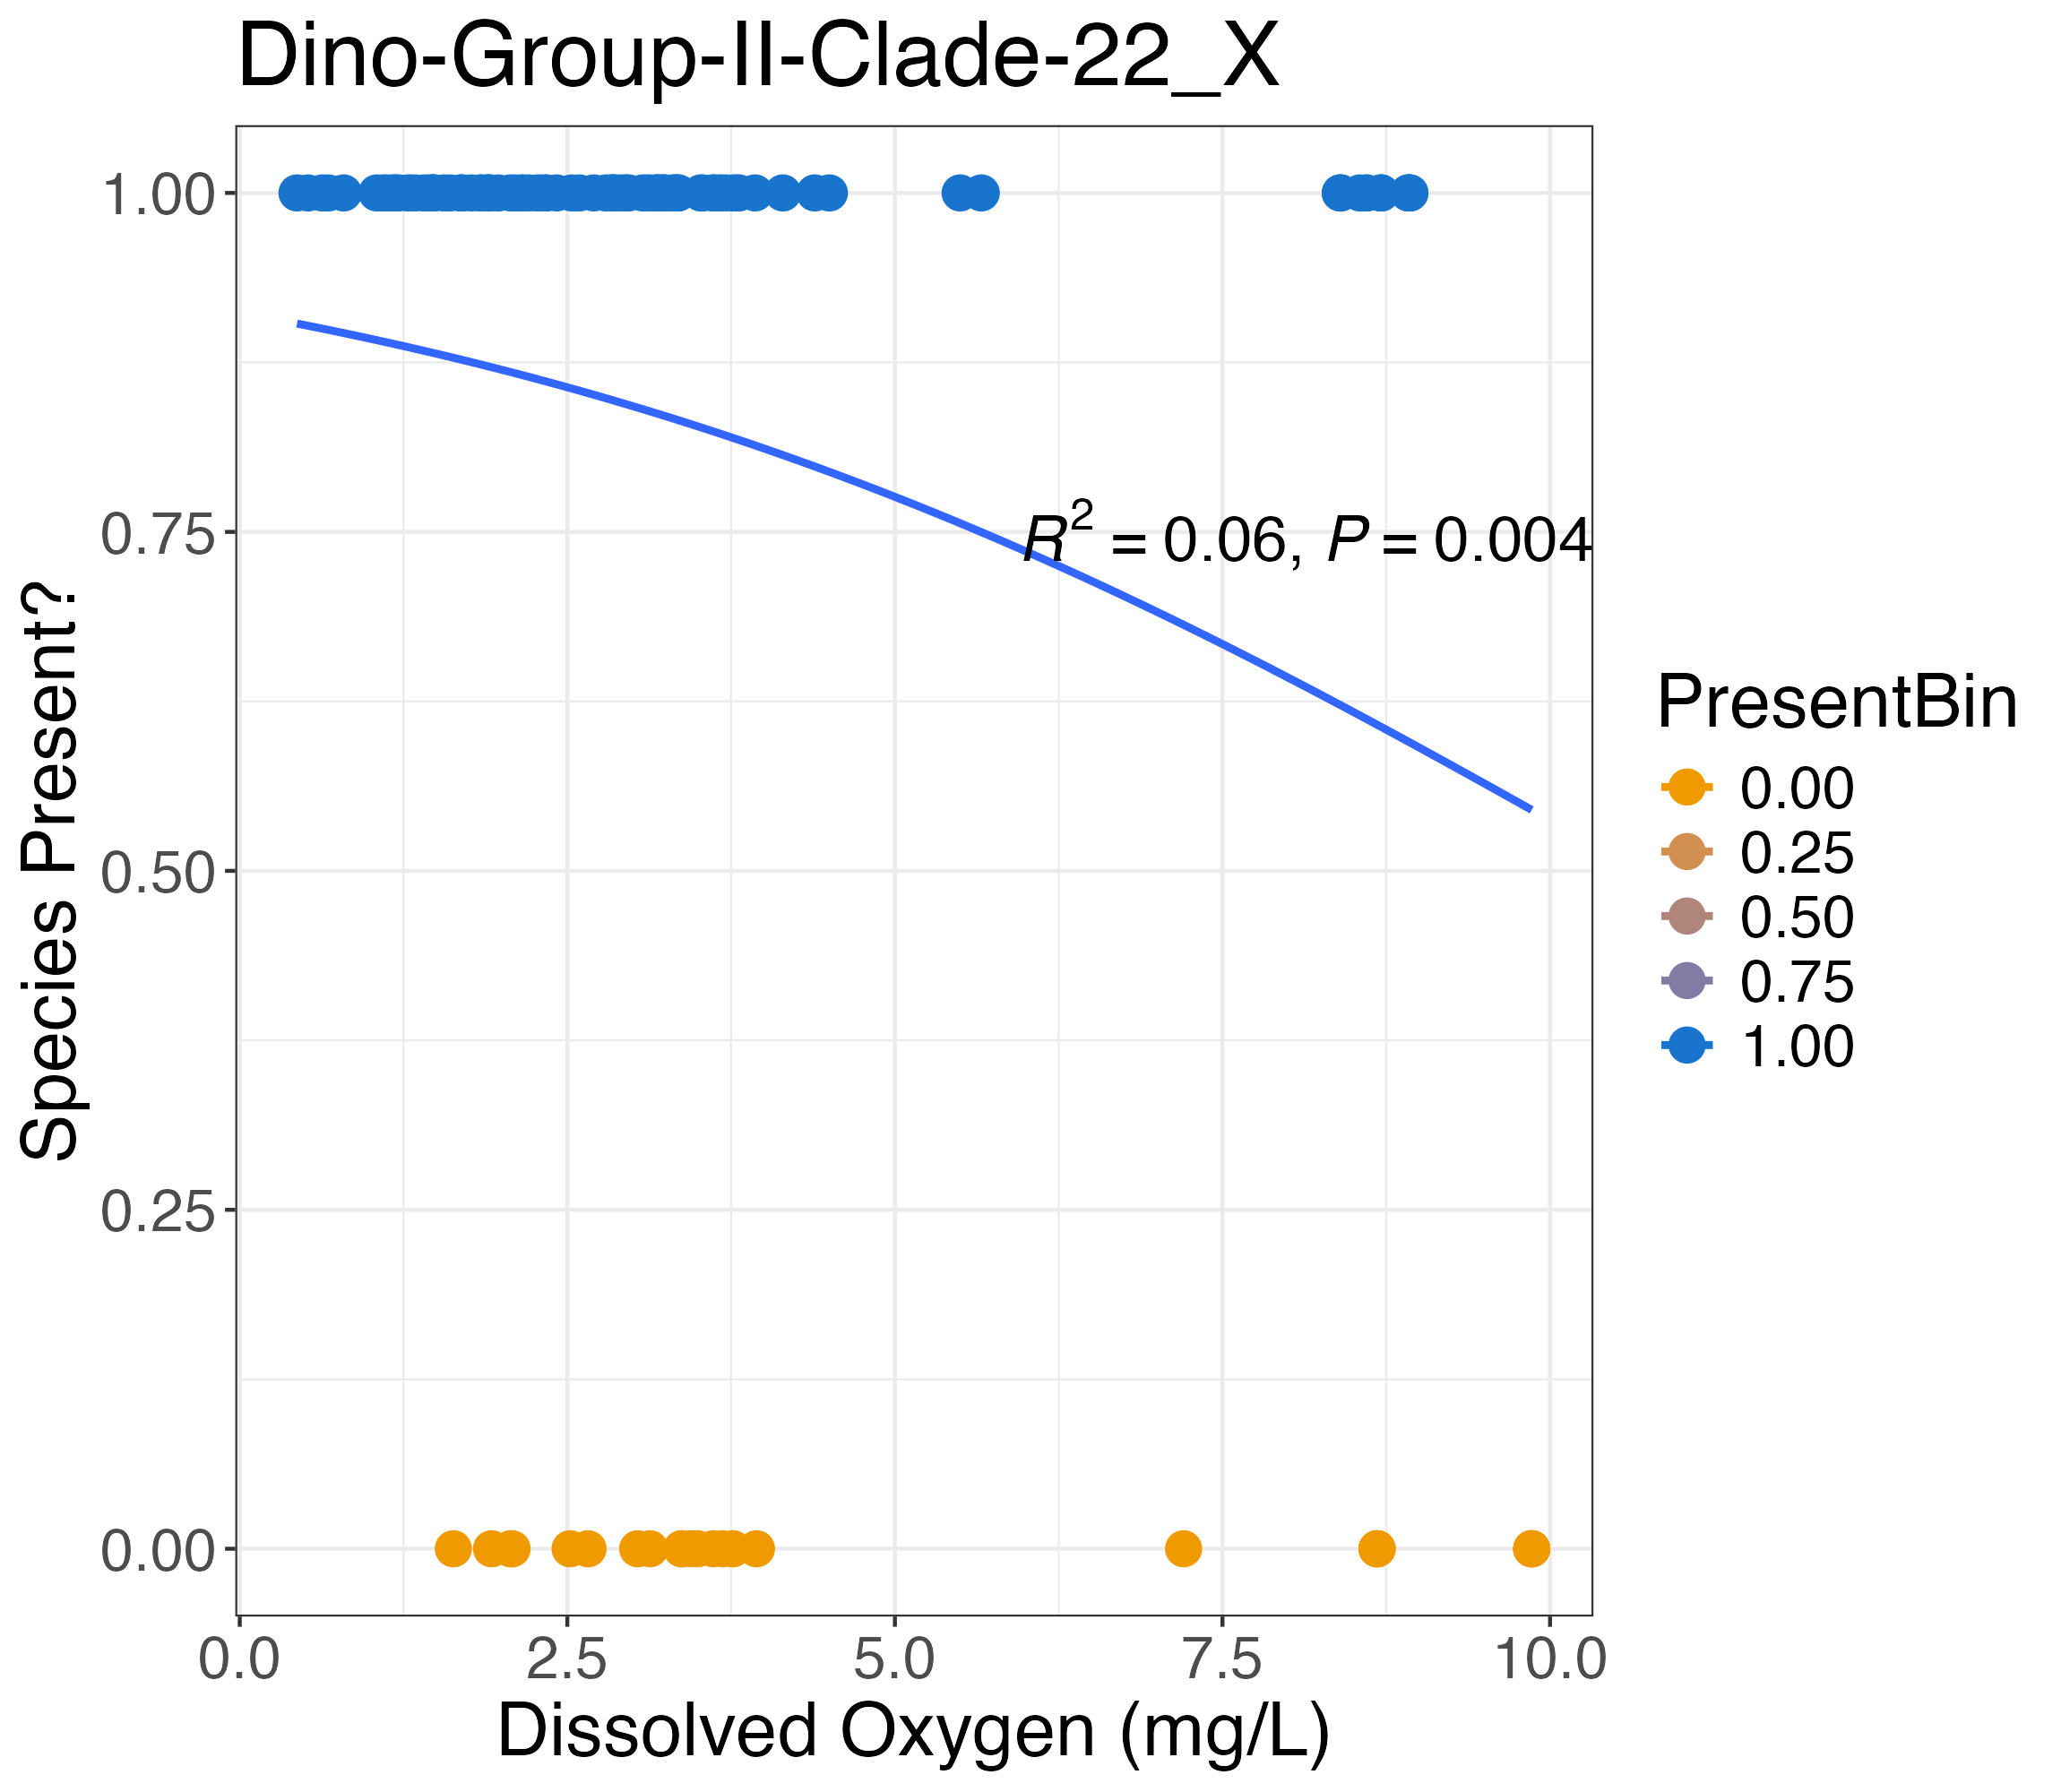 Dino-Group-II-Clade-22_X
1.00
0.75
0.50
0.25
0.00
Species Present?
R² = 0.06, P = 0.004
0.0 2.5 5.0 7.5 10.0
Dissolved Oxygen (mg/L)
PresentBin
0.00
0.25
0.50
0.75
1.00